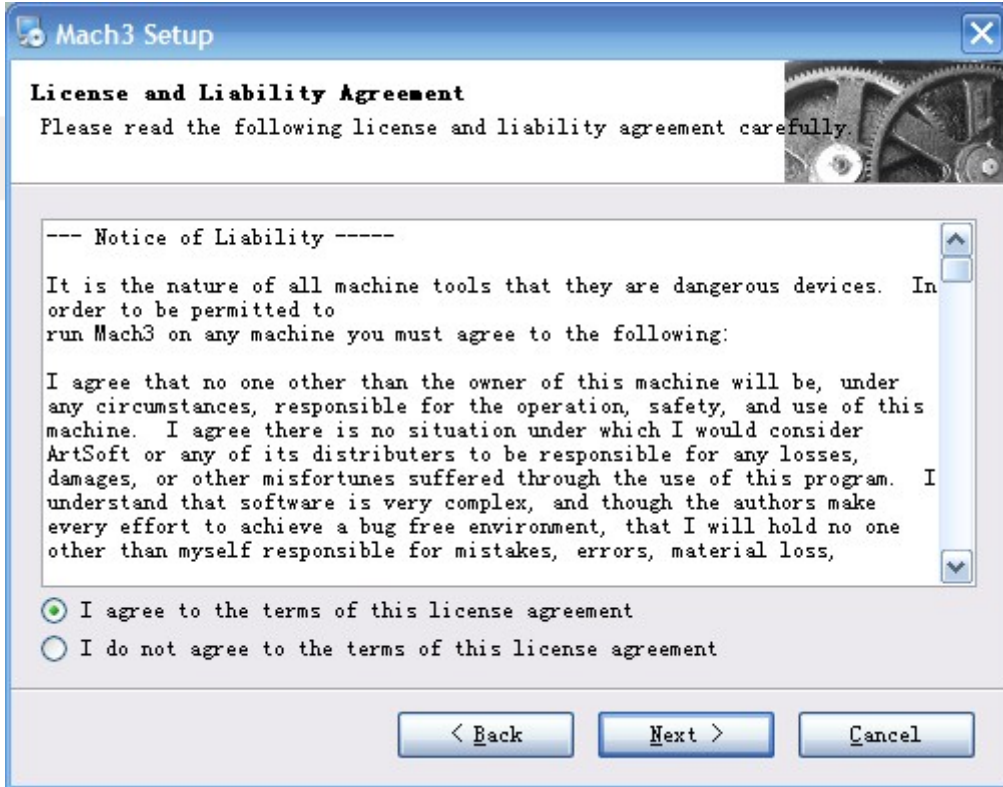 Mach3 Setup
License and Liability Agreement
Please read the following license and liability agreement carefully.
--- Notice of Liability -----
It is the nature of all machine tools that they are dangerous devices.  In
order to be permitted to
run Mach3 on any machine you must agree to the following:
I agree that no one other than the owner of this machine will be, under
any circumstances, responsible for the operation, safety, and use of this
machine.  I agree there is no situation under which I would consider
ArtSoft or any of its distributers to be responsible for any losses,
damages, or other misfortunes suffered through the use of this program.  I
understand that software is very complex, and though the authors make
every effort to achieve a bug free environment, that I will hold no one
other than myself responsible for mistakes, errors, material loss,
I agree to the terms of this license agreement
I do not agree to the terms of this license agreement
< Back
Next >
Cancel